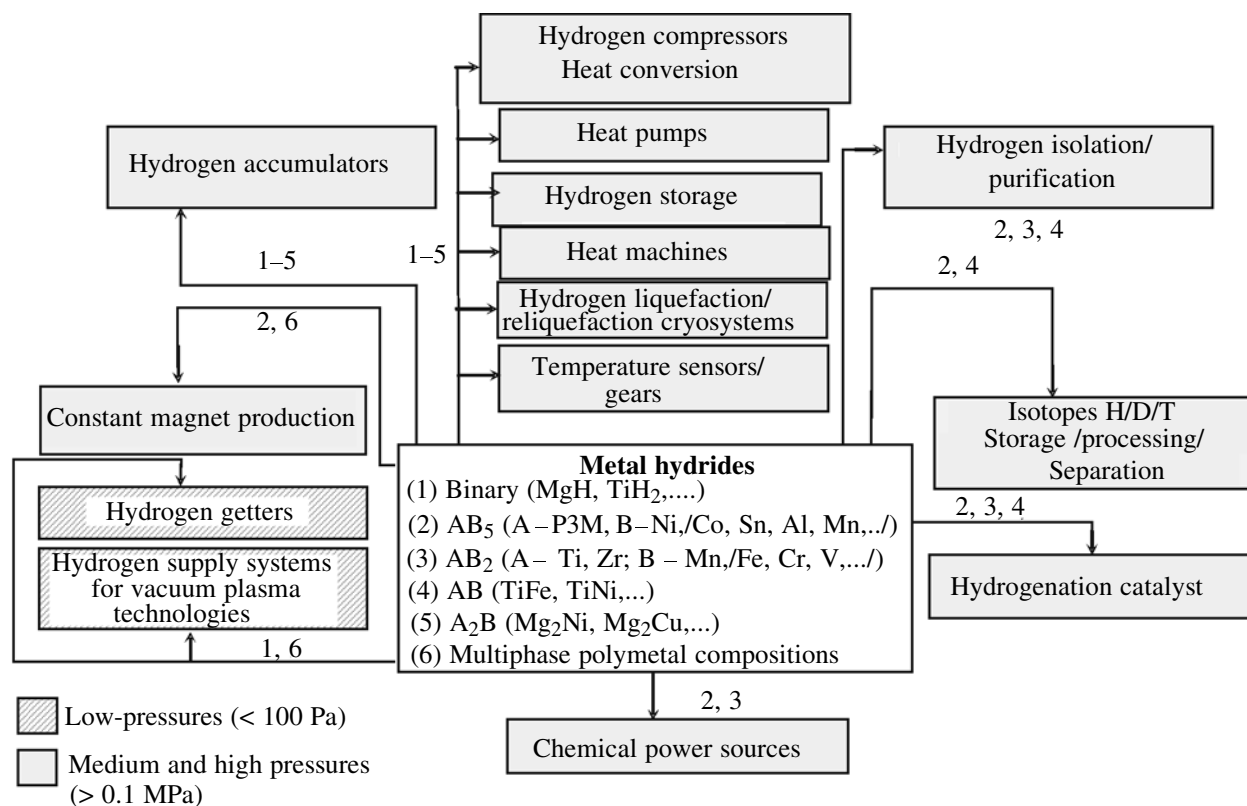 Hydrogen compressors
Heat conversion
Heat pumps
Hydrogen storage
Heat machines
Hydrogen liquefaction/
reliquefaction cryosystems
Temperature sensors/
gears
1–5
Hydrogen accumulators
1–5
2, 6
Constant magnet production
Hydrogen getters
Hydrogen supply systems
for vacuum plasma
technologies
1, 6
Hydrogen isolation/
purification
2, 3, 4
2, 4
Isotopes H/D/T
Storage /processing/
Separation
2, 3, 4
Hydrogenation catalyst
Metal hydrides
(1) Binary (MgH, TiH₂,....)
(2) AB₅ (A – P3M, B – Ni,/Co, Sn, Al, Mn,../)
(3) AB₂ (A – Ti, Zr; B – Mn,/Fe, Cr, V,.../)
(4) AB (TiFe, TiNi,...)
(5) A₂B (Mg₂Ni, Mg₂Cu,...)
(6) Multiphase polymetal compositions
2, 3
Chemical power sources
Low-pressures (< 100 Pa)
Medium and high pressures
(> 0.1 MPa)